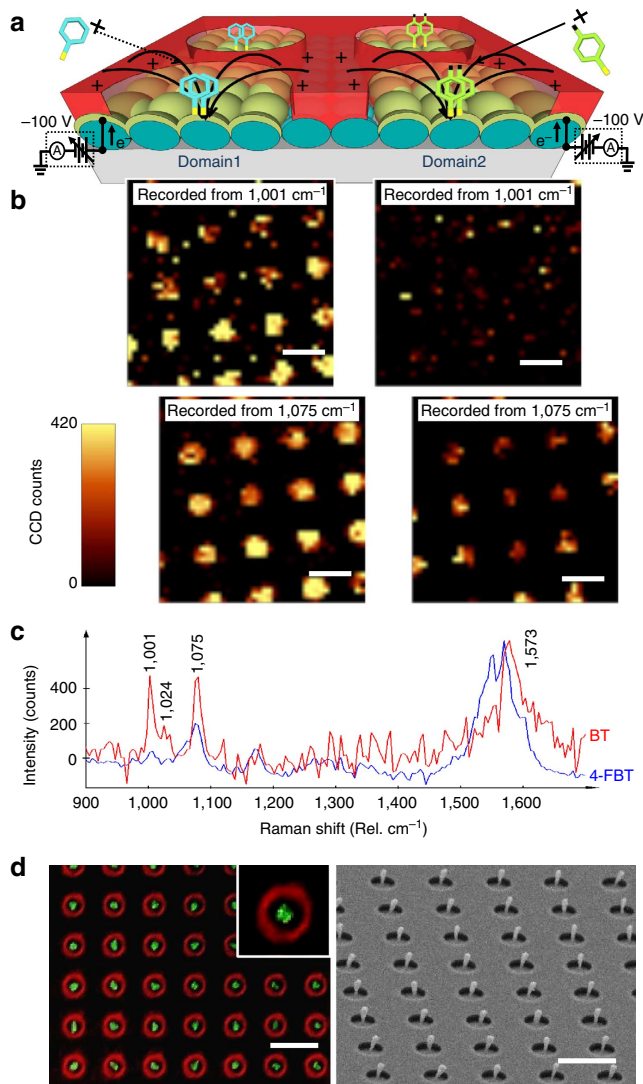 a
+ + + + + + + +
−100 V
−100 V
e−
e−
A
A
Domain1
Domain2
b
Recorded from 1,001 cm⁻¹
Recorded from 1,001 cm⁻¹
Recorded from 1,075 cm⁻¹
Recorded from 1,075 cm⁻¹
420
CCD counts
0
c
1,001
1,024
1,075
1,573
400
200
0
Intensity (counts)
BT
4-FBT
900 1,000 1,100 1,200 1,300 1,400 1,500 1,600
Raman shift (Rel. cm⁻¹)
d